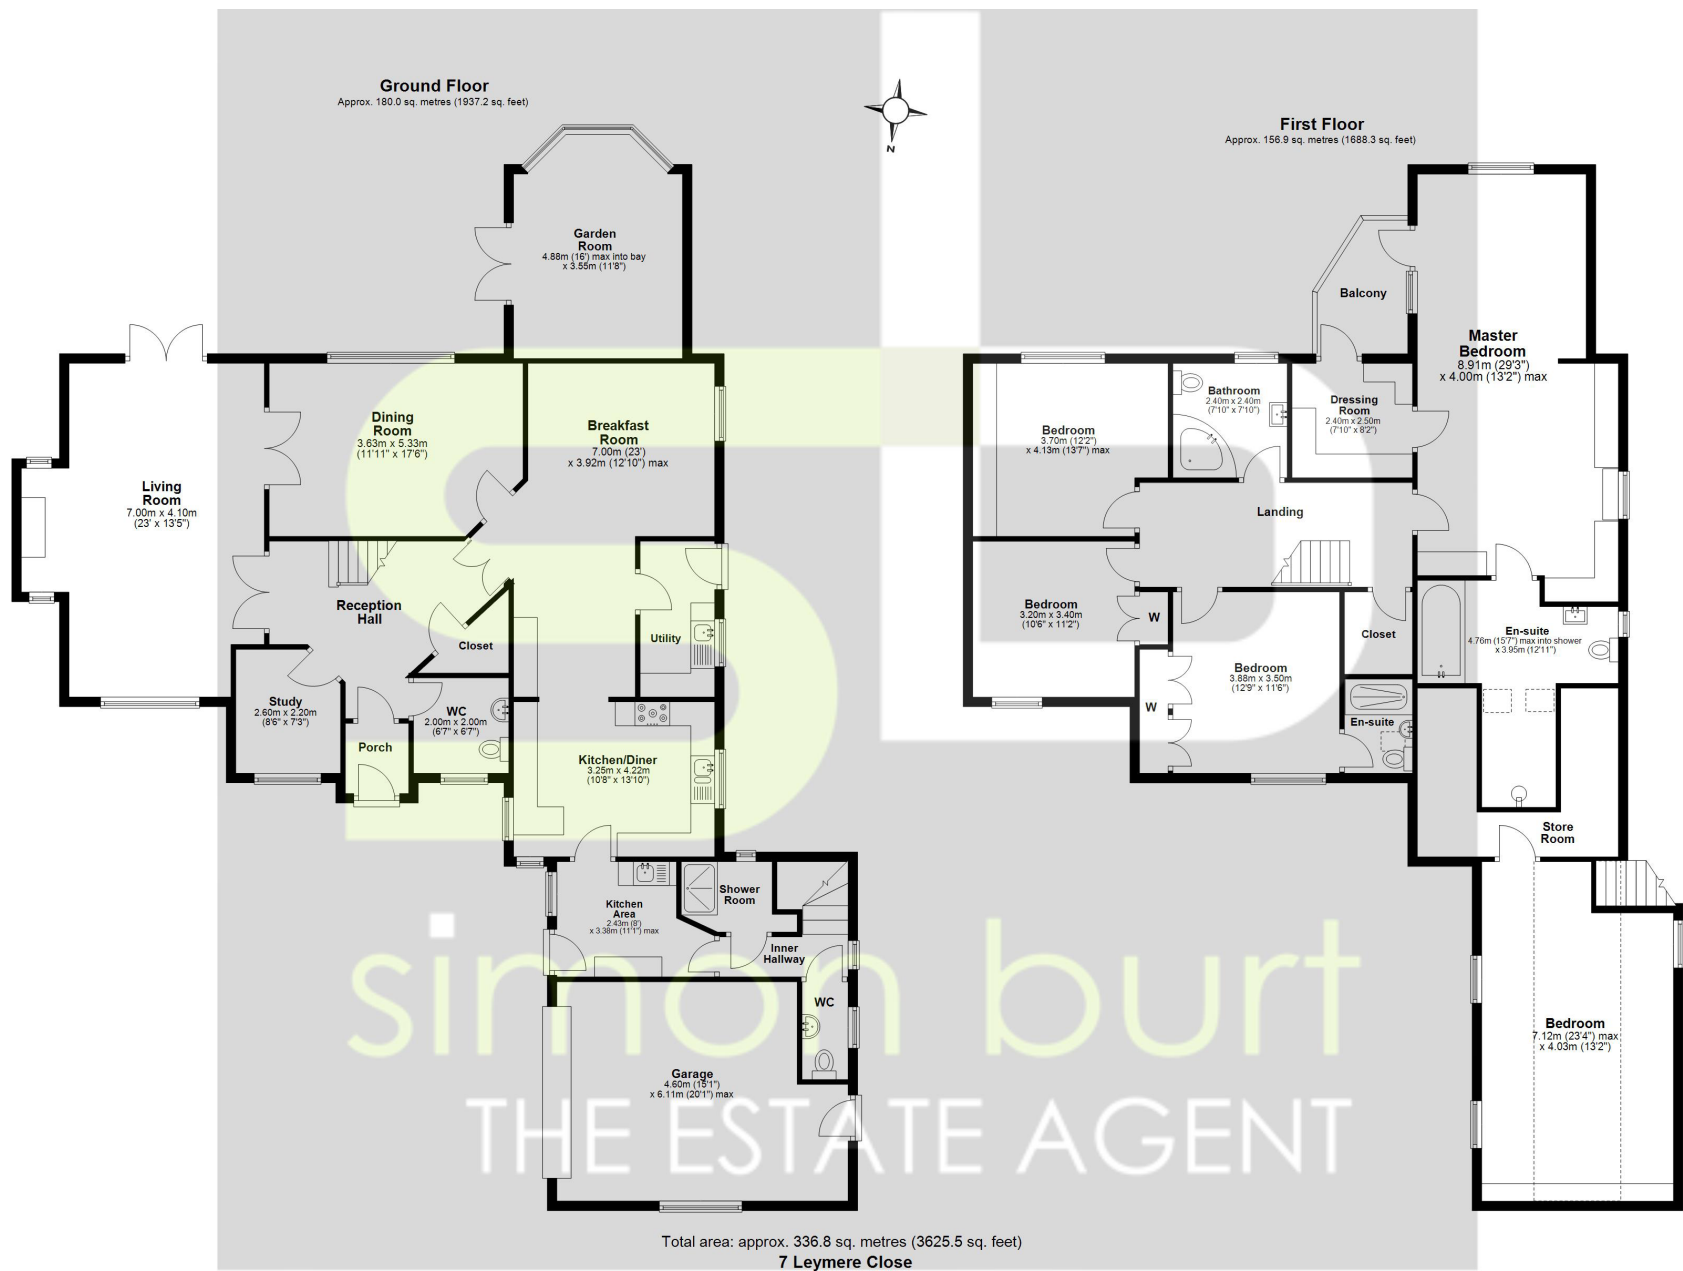 Ground Floor
Approx. 180.0 sq. metres (1937.2 sq. feet)
N
First Floor
Approx. 156.9 sq. metres (1688.3 sq. feet)
Garden
Room
4.88m (16') max into bay
x 3.55m (11'8")
Living
Room
7.00m x 4.10m
(23' x 13'5")
Dining
Room
3.63m x 5.33m
(11'11" x 17'6")
Breakfast
Room
7.00m (23')
x 3.92m (12'10") max
Reception
Hall
Closet
Utility
Study
2.60m x 2.20m
(8'6" x 7'3")
Porch
WC
2.00m x 2.00m
(6'7" x 6'7")
Kitchen/Diner
3.25m x 4.22m
(10'8" x 13'10")
Kitchen
Area
2.43m (8')
x 3.38m (11'1") max
Shower
Room
Inner
Hallway
WC
Garage
4.60m (15'1")
x 6.11m (20'1") max
Balcony
Master
Bedroom
8.91m (29'3")
x 4.00m (13'2") max
Bedroom
3.70m (12'2")
x 4.13m (13'7") max
Bathroom
2.40m x 2.40m
(7'10" x 7'10")
Dressing
Room
2.40m x 2.50m
(7'10" x 8'2")
Landing
Bedroom
3.20m x 3.40m
(10'6" x 11'2")
W
W
Bedroom
3.88m x 3.50m
(12'9" x 11'6")
Closet
En-suite
En-suite
4.76m (15'7") max into shower
x 3.95m (12'11")
Store
Room
Bedroom
7.12m (23'4") max
x 4.03m (13'2")
simon burt
THE ESTATE AGENT
Total area: approx. 336.8 sq. metres (3625.5 sq. feet)
7 Leymere Close